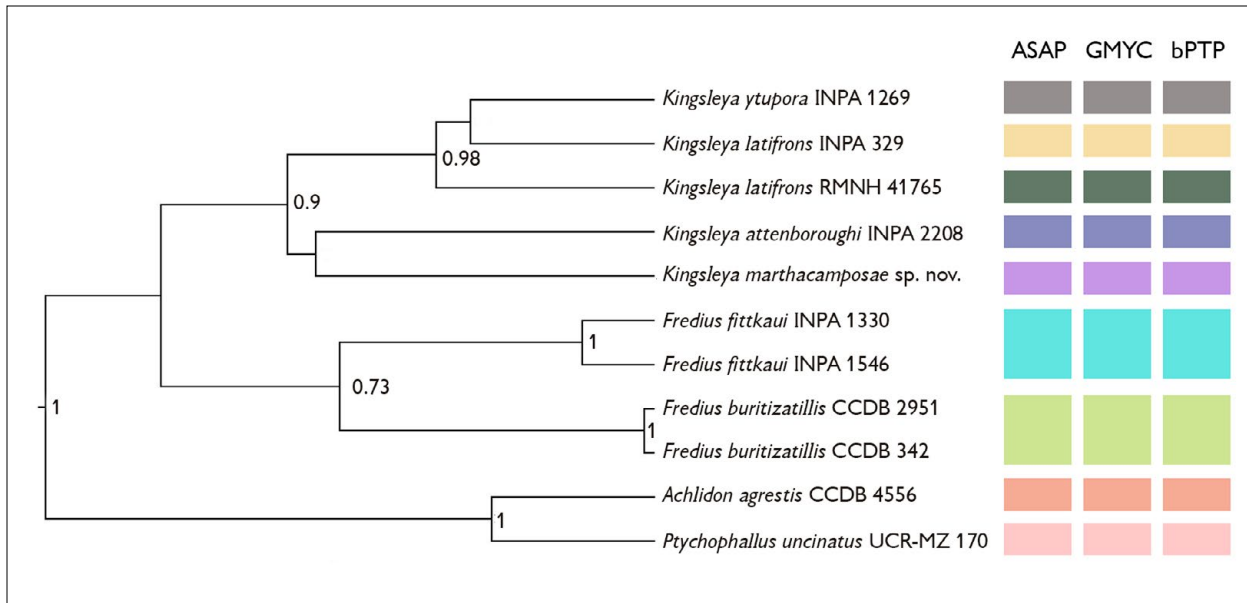 ASAP GMYC bPTP
Kingsleya ytupora INPA 1269
Kingsleya latifrons INPA 329
0.98
Kingsleya latifrons RMNH 41765
0.9
Kingsleya attenboroughi INPA 2208
Kingsleya marthacamposae sp. nov.
Fredius fittkaui INPA 1330
1
Fredius fittkaui INPA 1546
0.73
Fredius buritizatillis CCDB 2951
1
1
Fredius buritizatillis CCDB 342
Achlidon agrestis CCDB 4556
1
Ptychophallus uncinatus UCR-MZ 170